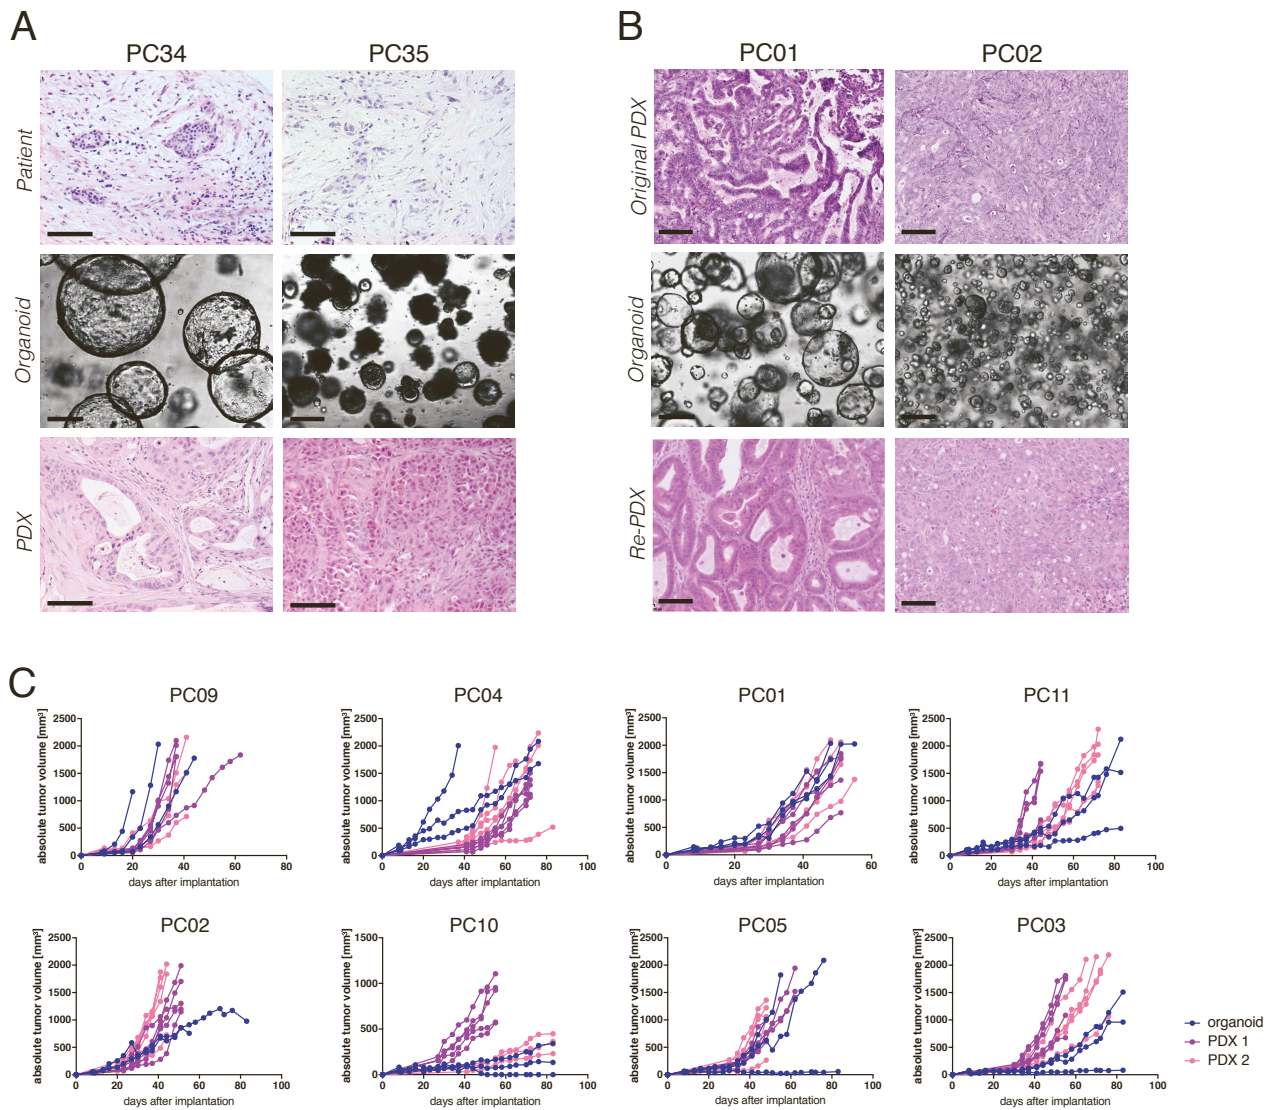 A
B
PC34 PC35
PC01 PC02
Patient
Organoid
PDX
Original PDX
Organoid
Re-PDX
C
PC09
absolute tumor volume [mm³]
2500
2000
1500
1000
500
0
0 20 40 60 80
days after implantation
PC04
absolute tumor volume [mm³]
2500
2000
1500
1000
500
0
0 20 40 60 80 100
days after implantation
PC01
absolute tumor volume [mm³]
2500
2000
1500
1000
500
0
0 20 40 60
days after implantation
PC11
absolute tumor volume [mm³]
2500
2000
1500
1000
500
0
0 20 40 60 80 100
days after implantation
PC02
absolute tumor volume [mm³]
2500
2000
1500
1000
500
0
0 20 40 60 80 100
days after implantation
PC10
absolute tumor volume [mm³]
1500
1000
500
0
0 20 40 60 80 100
days after implantation
PC05
absolute tumor volume [mm³]
2500
2000
1500
1000
500
0
0 20 40 60 80 100
days after implantation
PC03
absolute tumor volume [mm³]
2500
2000
1500
1000
500
0
0 20 40 60 80 100
days after implantation
organoid
PDX 1
PDX 2